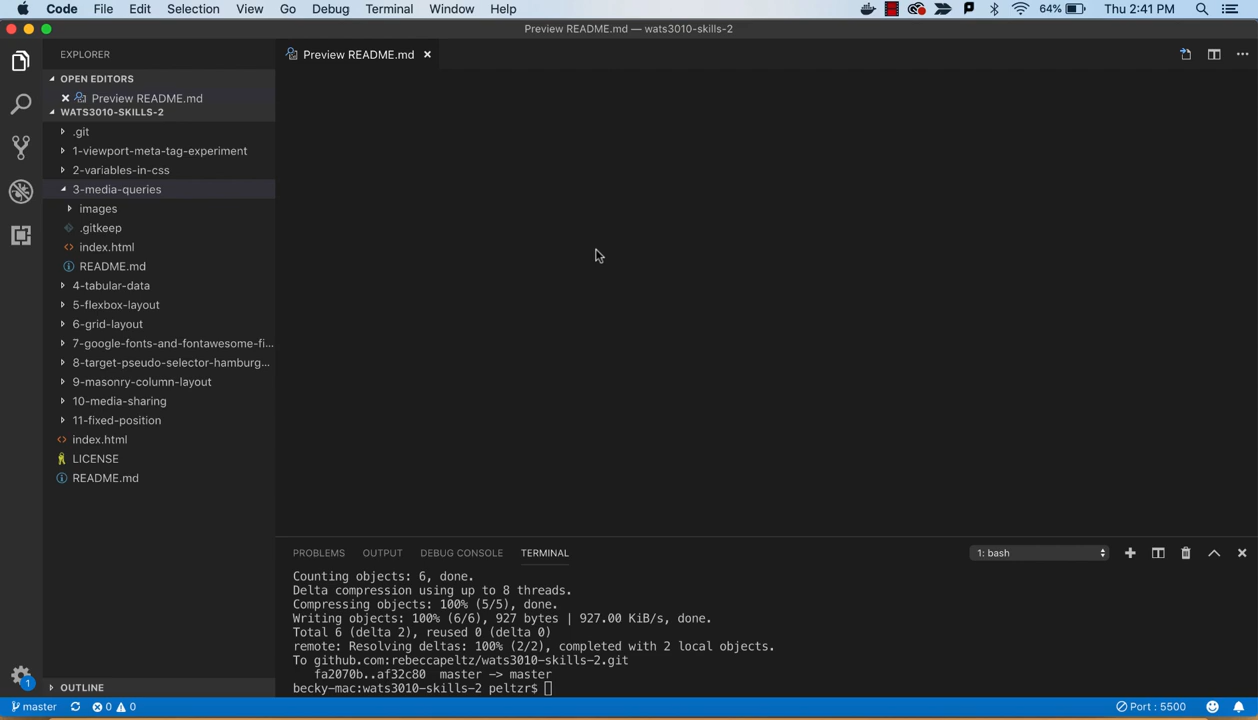 Code File Edit Selection View Go Debug Terminal Window Help 64% Thu 2:41 PM
Preview README.md — wats3010-skills-2
EXPLORER
Preview README.md
OPEN EDITORS
Preview README.md
WATS3010-SKILLS-2
.git
1-viewport-meta-tag-experiment
2-variables-in-css
3-media-queries
images
.gitkeep
index.html
README.md
4-tabular-data
5-flexbox-layout
6-grid-layout
7-google-fonts-and-fontawesome-fi...
8-target-pseudo-selector-hamburg...
9-masonry-column-layout
10-media-sharing
11-fixed-position
index.html
LICENSE
README.md
OUTLINE
PROBLEMS OUTPUT DEBUG CONSOLE TERMINAL 1: bash
Counting objects: 6, done.
Delta compression using up to 8 threads.
Compressing objects: 100% (5/5), done.
Writing objects: 100% (6/6), 927 bytes | 927.00 KiB/s, done.
Total 6 (delta 2), reused 0 (delta 0)
remote: Resolving deltas: 100% (2/2), completed with 2 local objects.
To github.com:rebeccapeltz/wats3010-skills-2.git
fa2070b..af32c80 master -> master
becky-mac:wats3010-skills-2 peltzr$
1
master 0 0 Port : 5500